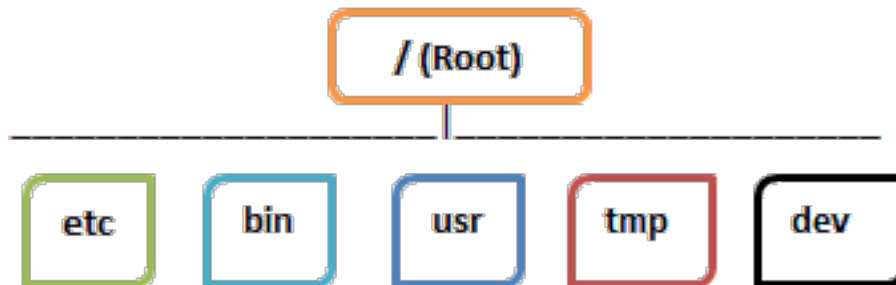 / (Root)
etc bin usr tmp dev